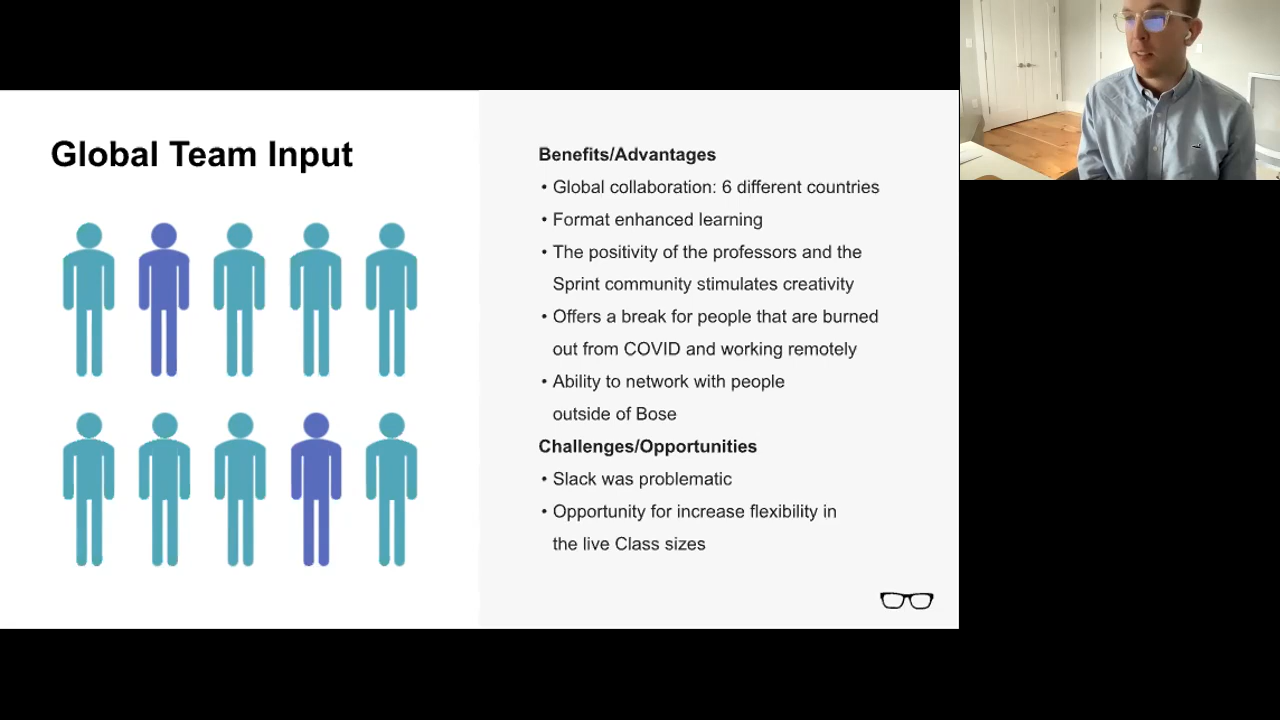 Global Team Input
Benefits/Advantages
• Global collaboration: 6 different countries
• Format enhanced learning
• The positivity of the professors and the
Sprint community stimulates creativity
• Offers a break for people that are burned
out from COVID and working remotely
• Ability to network with people
outside of Bose
Challenges/Opportunities
• Slack was problematic
• Opportunity for increase flexibility in
the live Class sizes